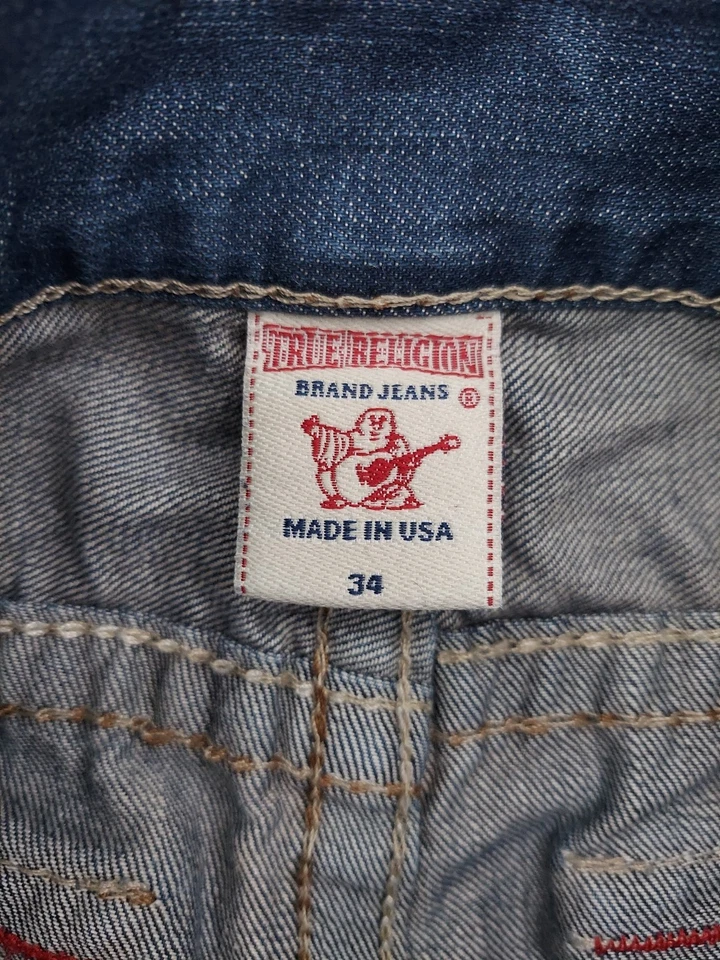 TRUE RELIGION
BRAND JEANS ®
MADE IN USA
34